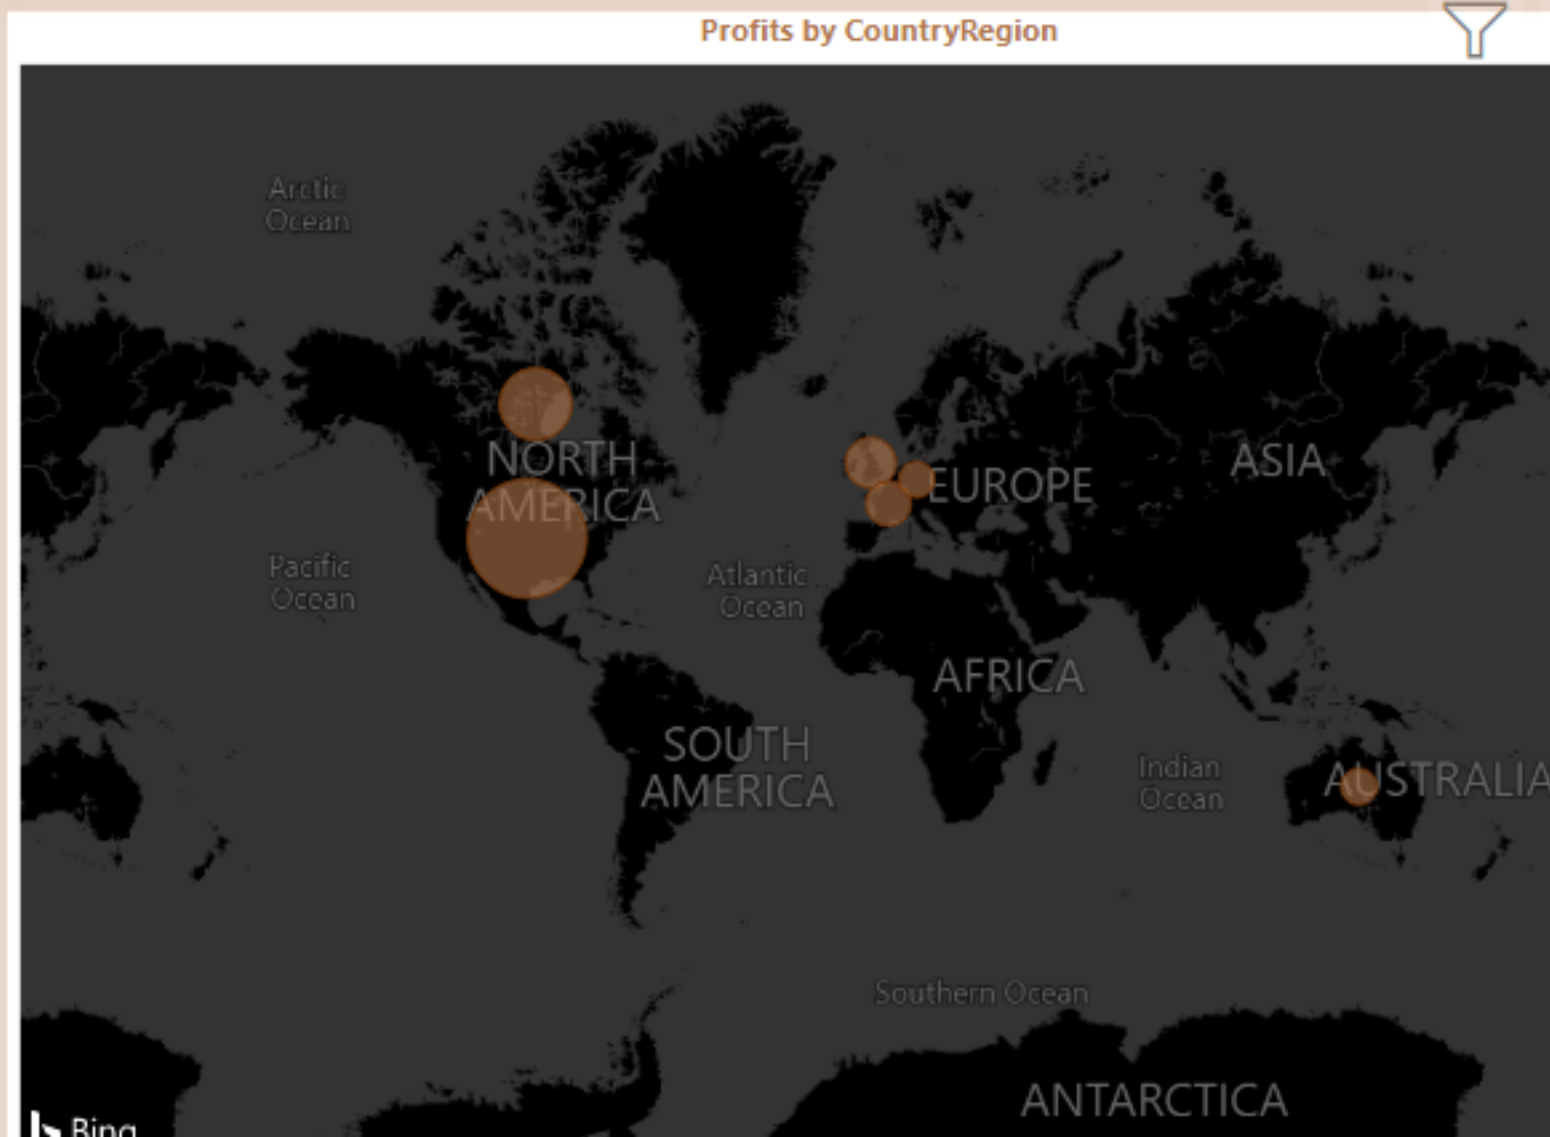 Profits by CountryRegion
Arctic
Ocean
NORTH
AMERICA
EUROPE
ASIA
Pacific
Ocean
Atlantic
Ocean
AFRICA
SOUTH
AMERICA
Indian
Ocean
AUSTRALIA
Southern Ocean
ANTARCTICA
Bing